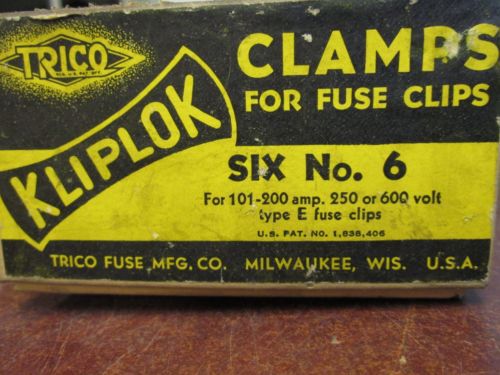 TRICO
REG. U.S. PAT. OFF.
KLIPLOK
CLAMPS
FOR FUSE CLIPS
SIX No. 6
For 101-200 amp. 250 or 600 volt
type E fuse clips
U.S. PAT. NO. 1,838,406
TRICO FUSE MFG. CO. MILWAUKEE, WIS. U.S.A.